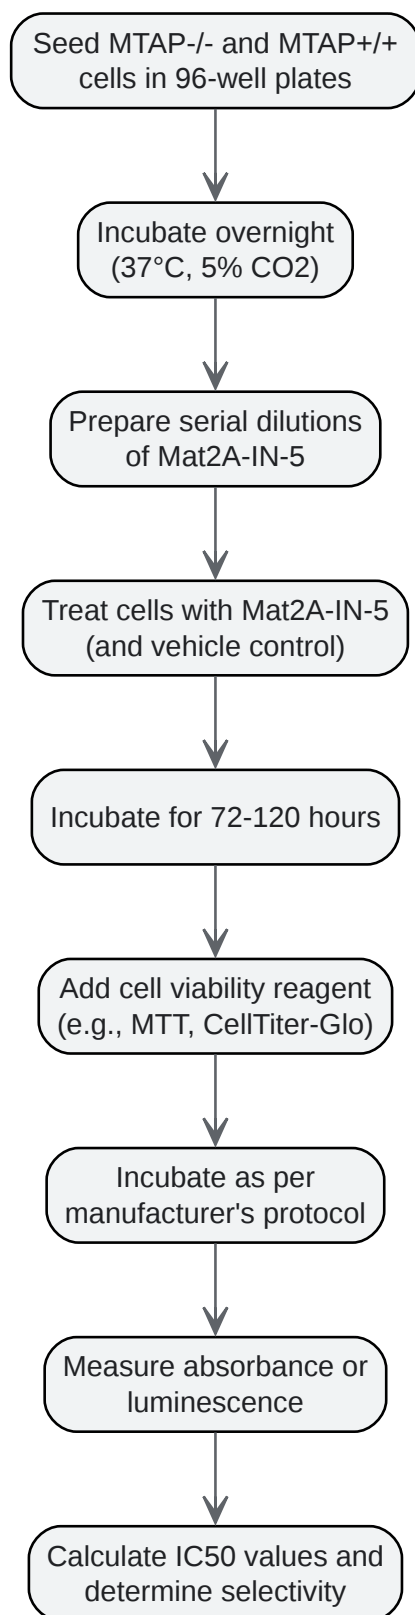 Seed MTAP-/- and MTAP+/+
cells in 96-well plates
Incubate overnight
(37°C, 5% CO2)
Prepare serial dilutions
of Mat2A-IN-5
Treat cells with Mat2A-IN-5
(and vehicle control)
Incubate for 72-120 hours
Add cell viability reagent
(e.g., MTT, CellTiter-Glo)
Incubate as per
manufacturer's protocol
Measure absorbance or
luminescence
Calculate IC50 values and
determine selectivity